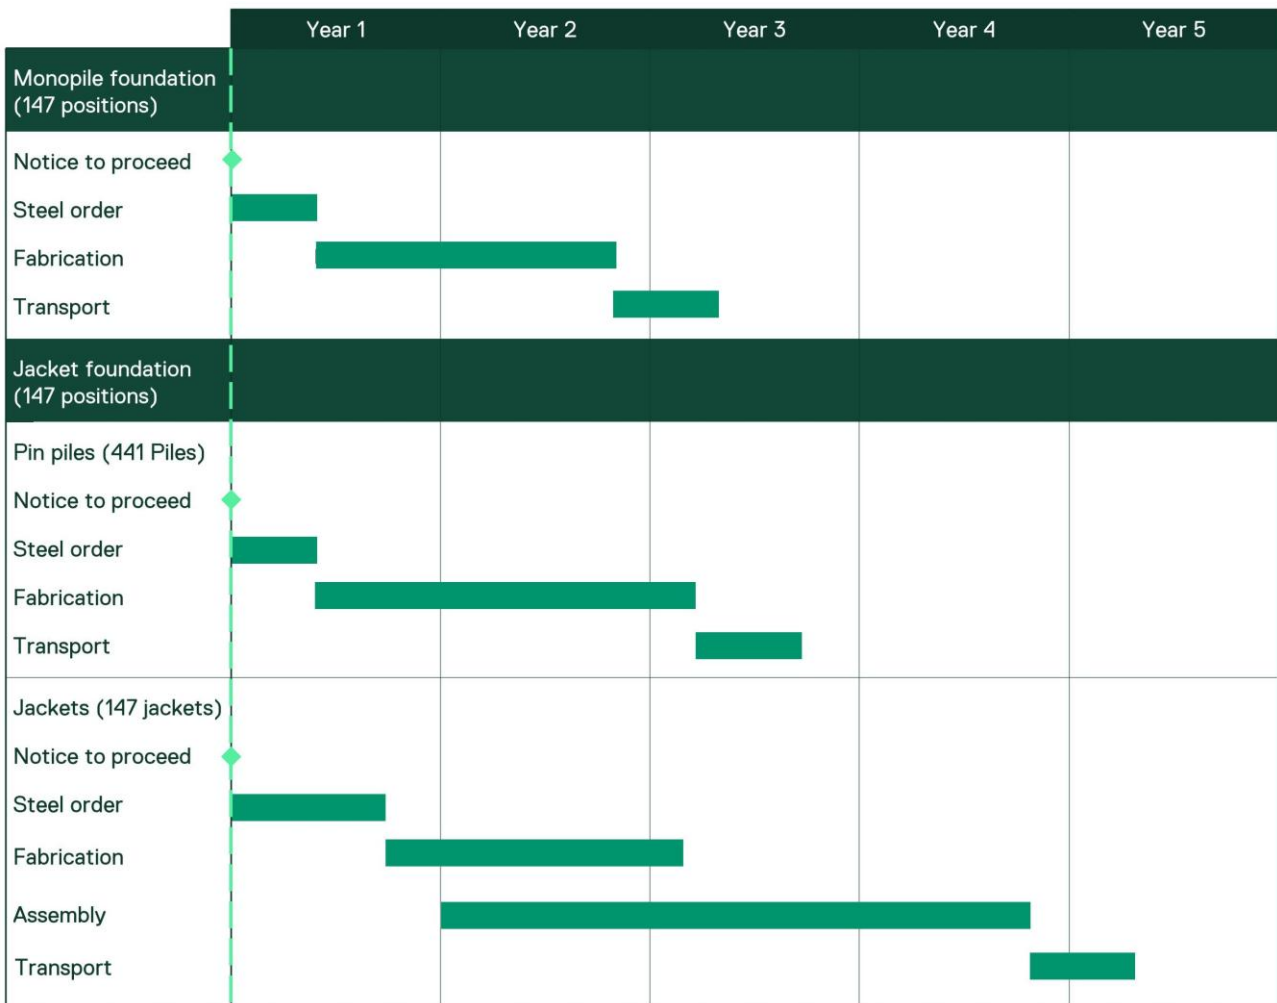 Year 1 Year 2 Year 3 Year 4 Year 5
Monopile foundation
(147 positions)
Notice to proceed
Steel order
Fabrication
Transport
Jacket foundation
(147 positions)
Pin piles (441 Piles)
Notice to proceed
Steel order
Fabrication
Transport
Jackets (147 jackets)
Notice to proceed
Steel order
Fabrication
Assembly
Transport